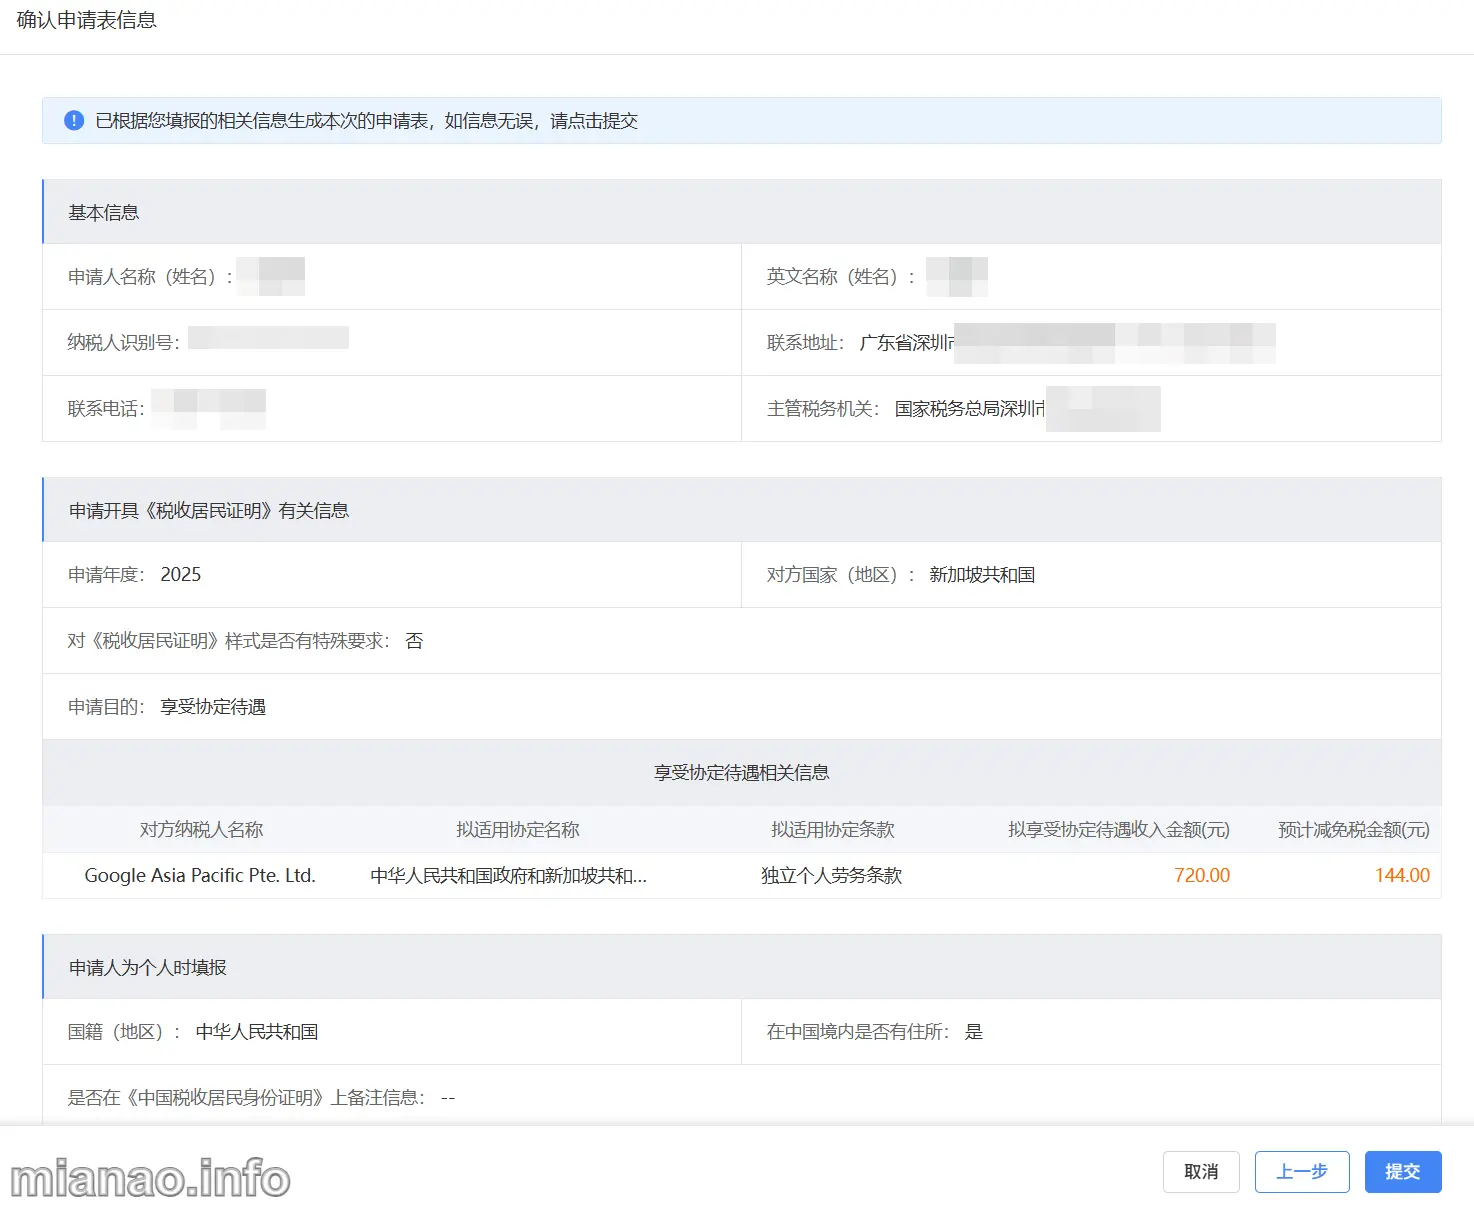 确认申请表信息
已根据您填报的相关信息生成本次的申请表，如信息无误，请点击提交
基本信息
申请人名称（姓名）：
英文名称（姓名）：
纳税人识别号：
联系地址： 广东省深圳市
联系电话：
主管税务机关： 国家税务总局深圳市
申请开具《税收居民证明》有关信息
申请年度： 2025
对方国家（地区）： 新加坡共和国
对《税收居民证明》样式是否有特殊要求： 否
申请目的： 享受协定待遇
享受协定待遇相关信息
对方纳税人名称 拟适用协定名称 拟适用协定条款 拟享受协定待遇收入金额(元) 预计减免税金额(元)
Google Asia Pacific Pte. Ltd. 中华人民共和国政府和新加坡共和... 独立个人劳务条款 720.00 144.00
申请人为个人时填报
国籍（地区）： 中华人民共和国
在中国境内是否有住所： 是
是否在《中国税收居民身份证明》上备注信息： --
取消 上一步 提交
mianao.info